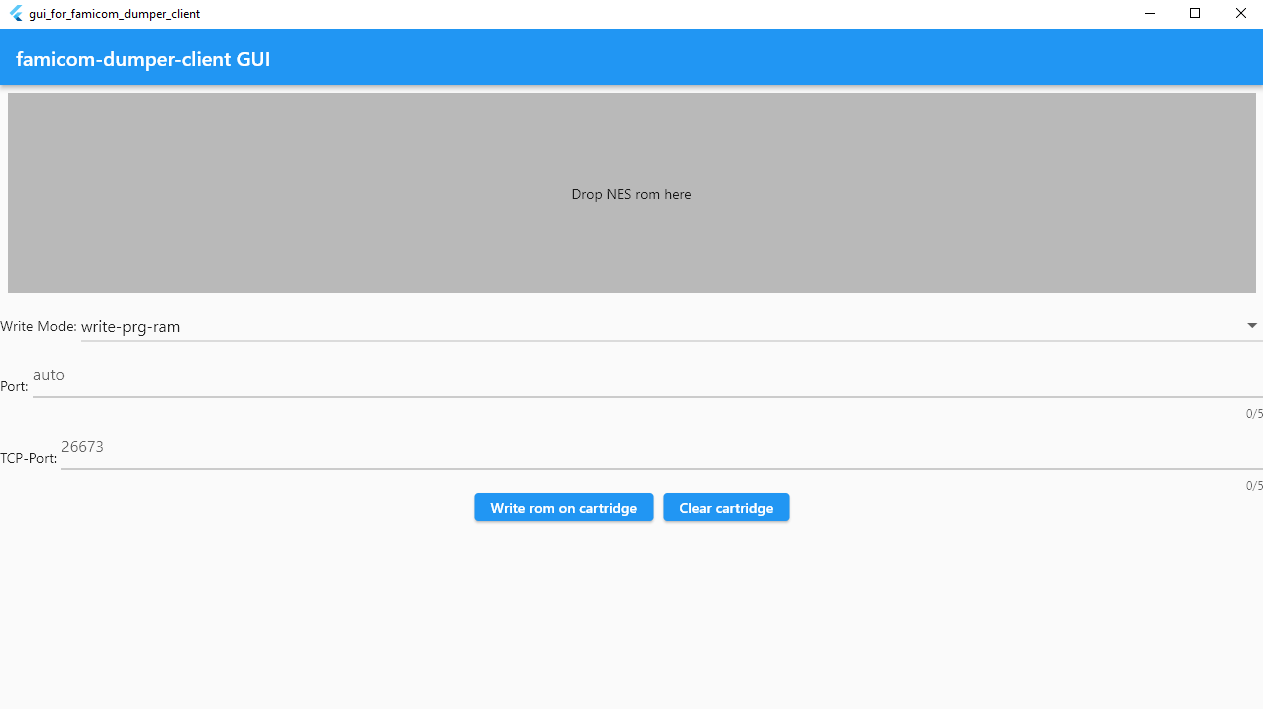 gui_for_famicom_dumper_client
famicom-dumper-client GUI
Drop NES rom here
Write Mode: write-prg-ram
Port: auto
0/5
TCP-Port: 26673
0/5
Write rom on cartridge Clear cartridge